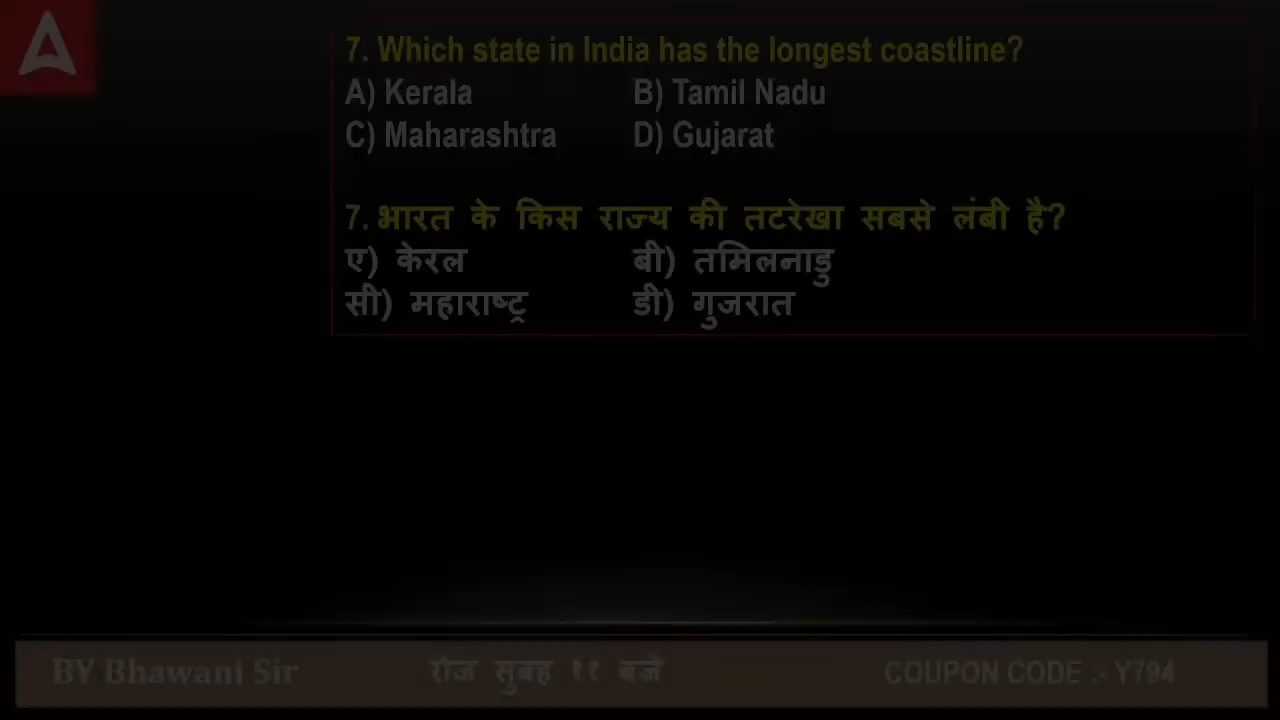 7. Which state in India has the longest coastline?
A) Kerala B) Tamil Nadu
C) Maharashtra D) Gujarat
7. भारत के किस राज्य की तटरेखा सबसे लंबी है?
ए) केरल बी) तमिलनाडु
सी) महाराष्ट्र डी) गुजरात
BY Bhawani Sir रोज सुबह ११ बजे COUPON CODE :- Y794